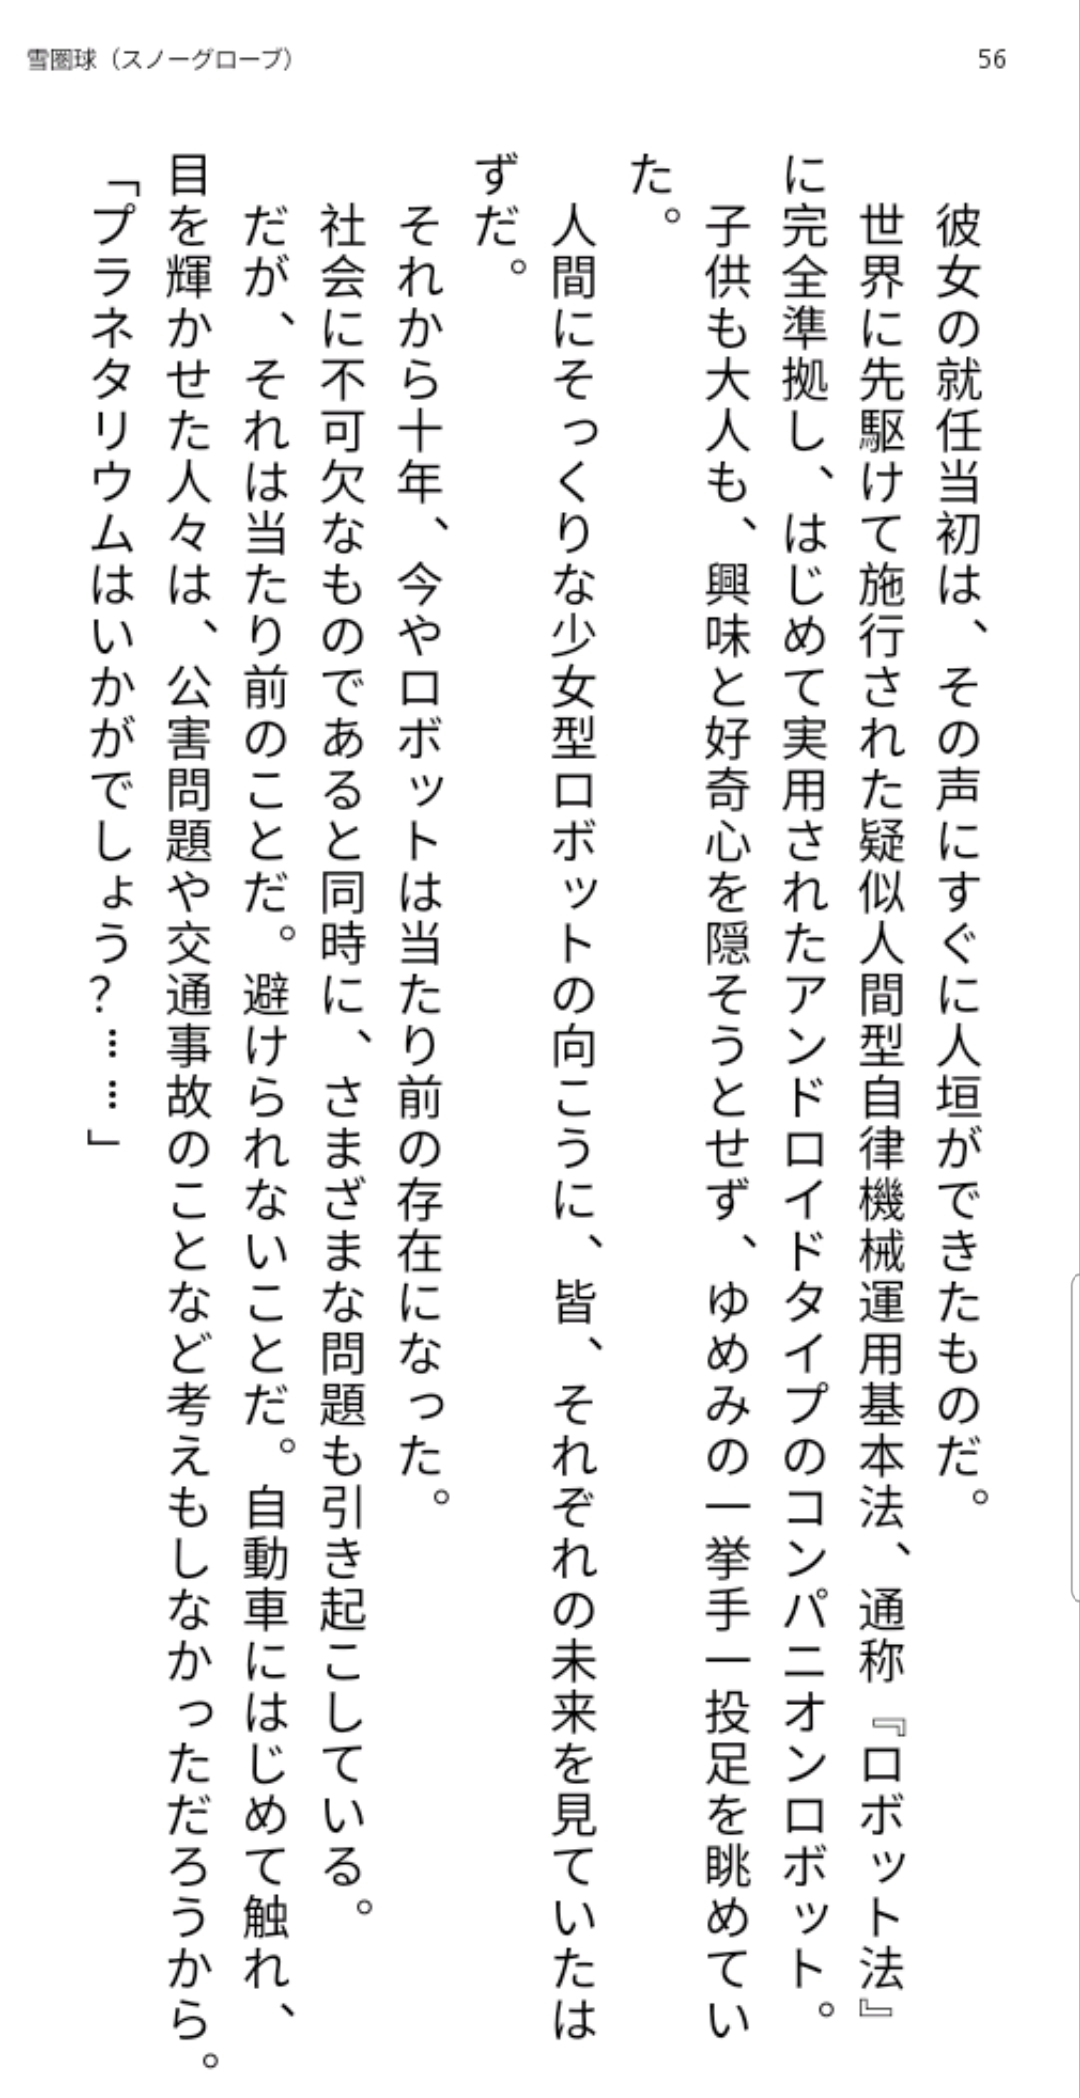 雪圏球（スノーグローブ）
56
　彼女の就任当初は、その声にすぐに人垣ができたものだ。
　世界に先駆けて施行された疑似人間型自律機械運用基本法、通称『ロボット法』
に完全準拠し、はじめて実用されたアンドロイドタイプのコンパニオンロボット。
　子供も大人も、興味と好奇心を隠そうとせず、ゆめみの一挙手一投足を眺めてい
た。
　人間にそっくりな少女型ロボットの向こうに、皆、それぞれの未来を見ていたは
ずだ。
　それから十年、今やロボットは当たり前の存在になった。
　社会に不可欠なものであると同時に、さまざまな問題も引き起こしている。
　だが、それは当たり前のことだ。避けられないことだ。自動車にはじめて触れ、
目を輝かせた人々は、公害問題や交通事故のことなど考えもしなかっただろうから。
「プラネタリウムはいかがでしょう？……」